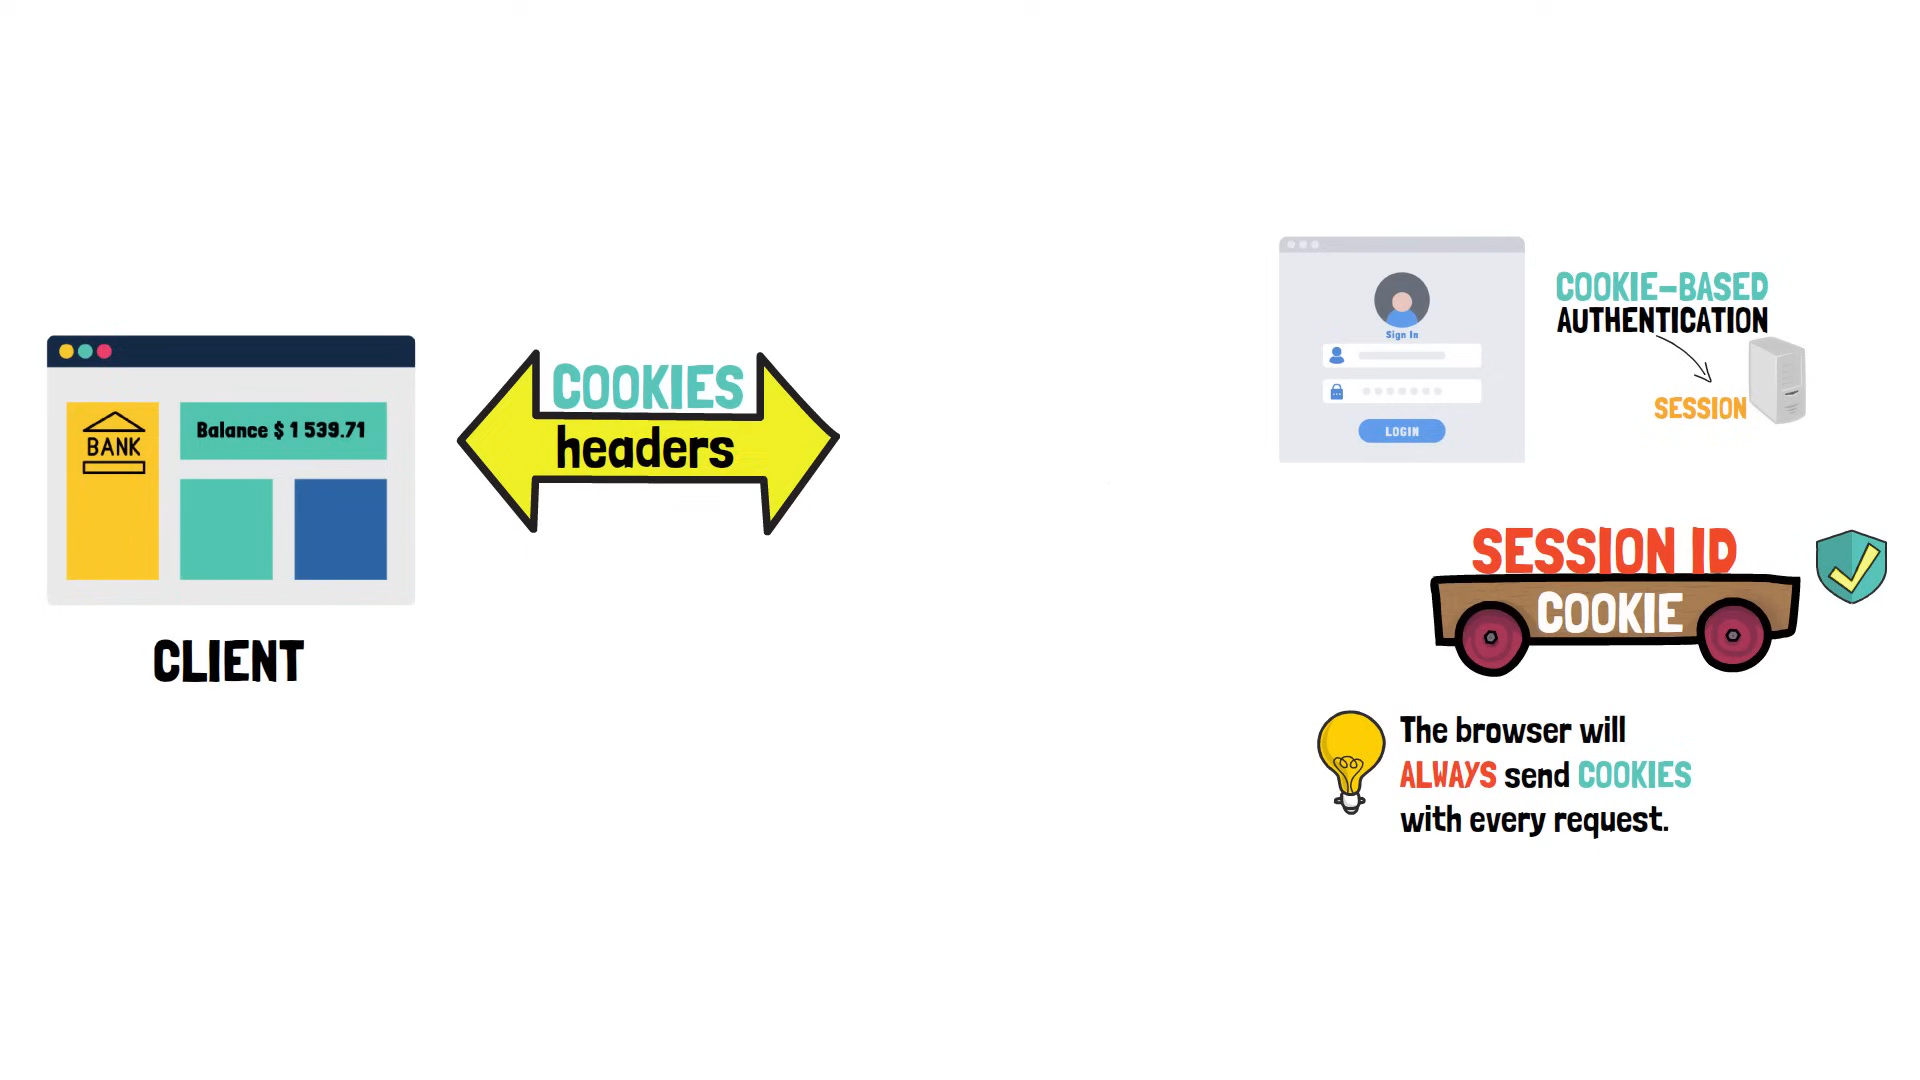 BANK
Balance $ 1 539.71
CLIENT
COOKIES
headers
Sign In
LOGIN
COOKIE-BASED
AUTHENTICATION
SESSION
SESSION ID
COOKIE
The browser will
ALWAYS send COOKIES
with every request.